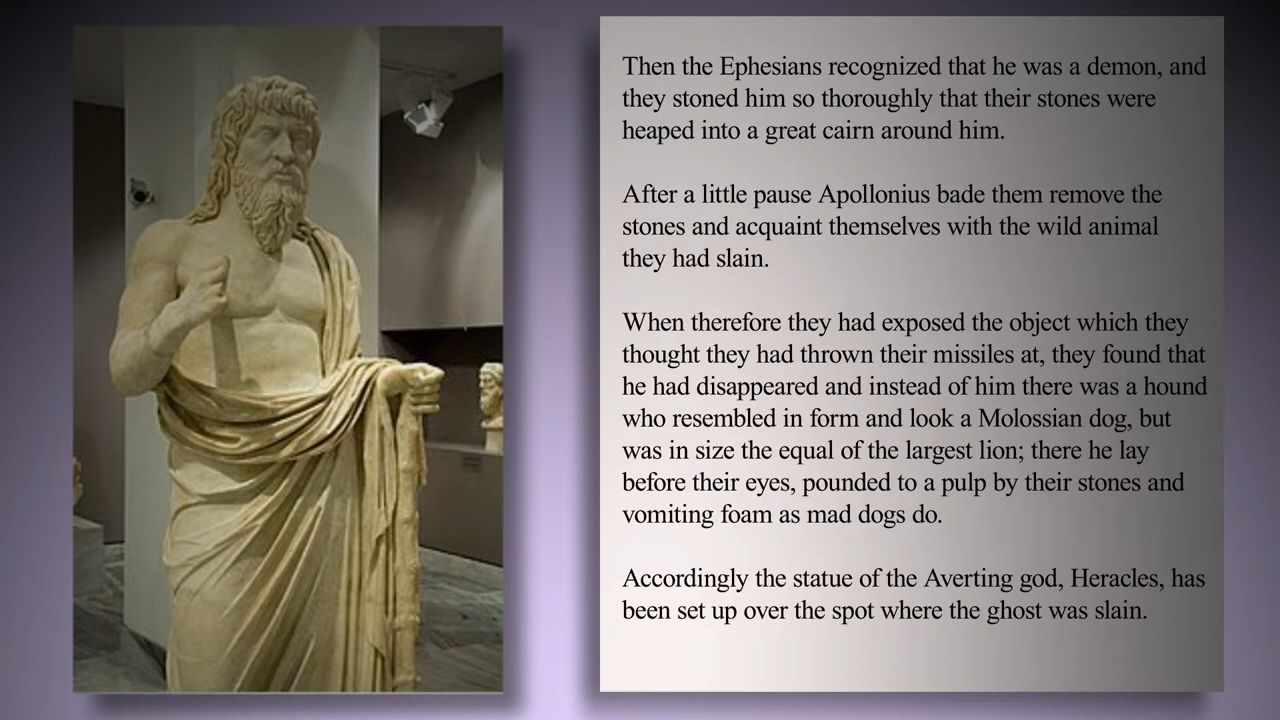 Then the Ephesians recognized that he was a demon, and
they stoned him so thoroughly that their stones were
heaped into a great cairn around him.
After a little pause Apollonius bade them remove the
stones and acquaint themselves with the wild animal
they had slain.
When therefore they had exposed the object which they
thought they had thrown their missiles at, they found that
he had disappeared and instead of him there was a hound
who resembled in form and look a Molossian dog, but
was in size the equal of the largest lion; there he lay
before their eyes, pounded to a pulp by their stones and
vomiting foam as mad dogs do.
Accordingly the statue of the Averting god, Heracles, has
been set up over the spot where the ghost was slain.